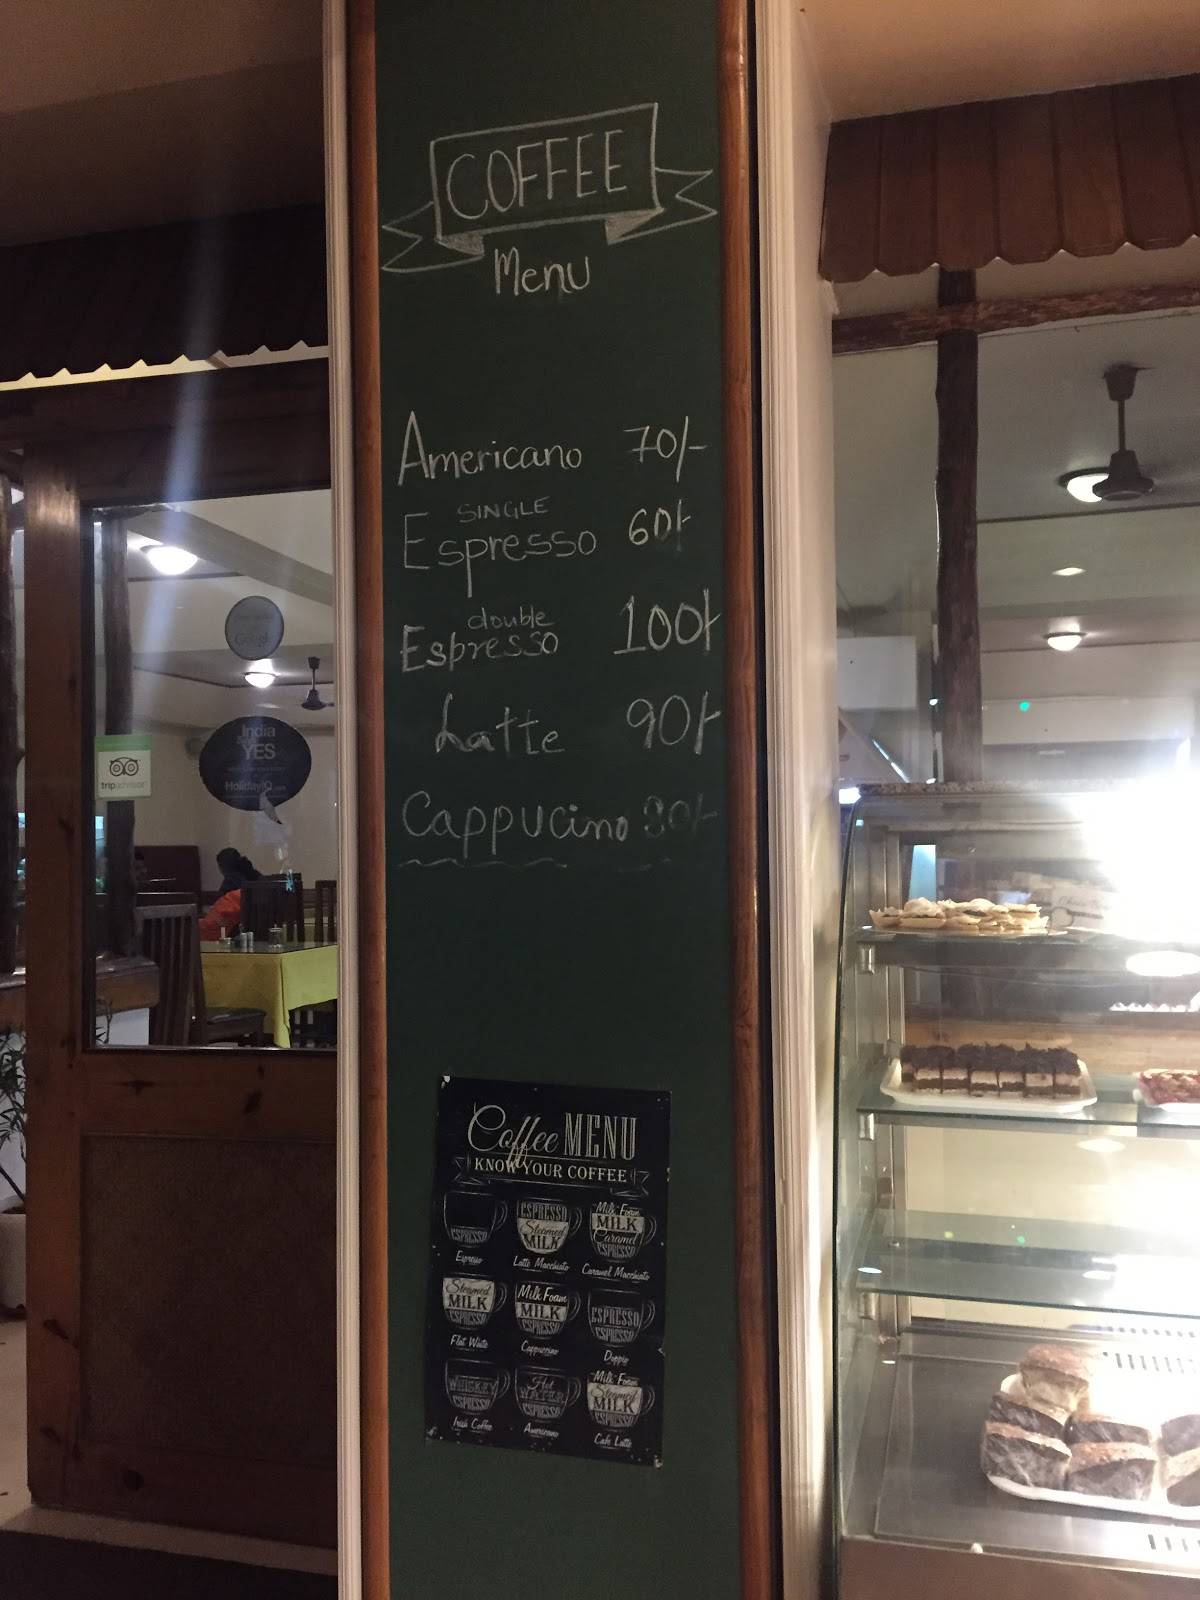 COFFEE
Menu
Americano 70/-
SINGLE
Espresso 60/-
double
Espresso 100/-
Latte 90/-
Cappucino
Coffee MENU
KNOW YOUR COFFEE
ESPRESSO
Espresso
ESPRESSO
Steamed
MILK
Latte Macchiato
Milk Foam
MILK
Caramel
ESPRESSO
Caramel Macchiato
Steamed
MILK
ESPRESSO
Flat White
Milk Foam
MILK
ESPRESSO
Cappuccino
ESPRESSO
ESPRESSO
Doppio
WHISKEY
ESPRESSO
Irish Coffee
Hot
WATER
ESPRESSO
Americano
Milk Foam
Steamed
MILK
ESPRESSO
Cafe Latte
Google
India
YES
HolidayIQ.com
tripadvisor